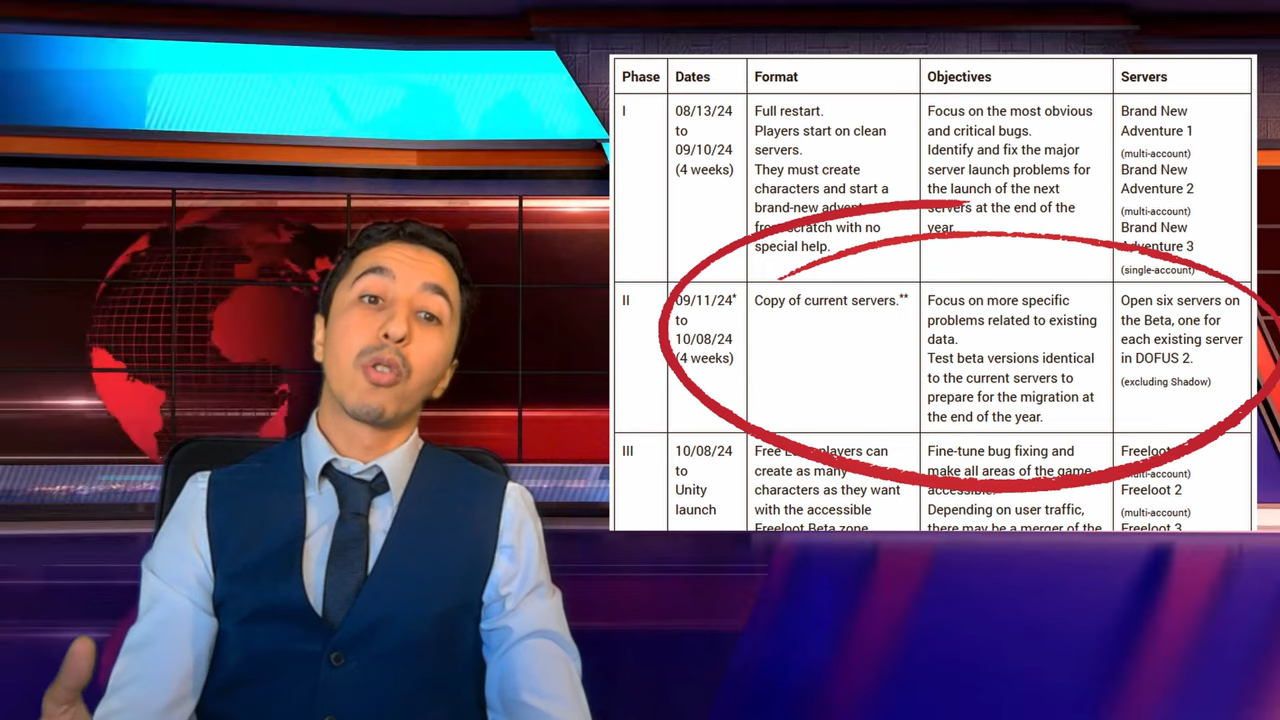 Phase Dates Format Objectives Servers
I
08/13/24
to
09/10/24
(4 weeks)
Full restart.
Players start on clean
servers.
They must create
characters and start a
brand-new
from scratch with no
special help.
Focus on the most obvious
and critical bugs.
Identify and fix the major
server launch problems for
the launch of the next
servers at the end of the
year.
Brand New
Adventure 1
(multi-account)
Brand New
Adventure 2
(multi-account)
Brand New
Adventure 3
(single-account)
II
09/11/24*
to
10/08/24
(4 weeks)
Copy of current servers.**
Focus on more specific
problems related to existing
data.
Test beta versions identical
to the current servers to
prepare for the migration at
the end of the year.
Open six servers on
the Beta, one for
each existing server
in DOFUS 2.
(excluding Shadow)
III
10/08/24
to
Unity
launch
Free players can
create as many
characters as they want
with the accessible
Freeloot Beta zone
Fine-tune bug fixing and
make all areas of the game
accessible.
Depending on user traffic,
there may be a merger of the
Freeloot
(multi-account)
Freeloot 2
(multi-account)
Freeloot 3